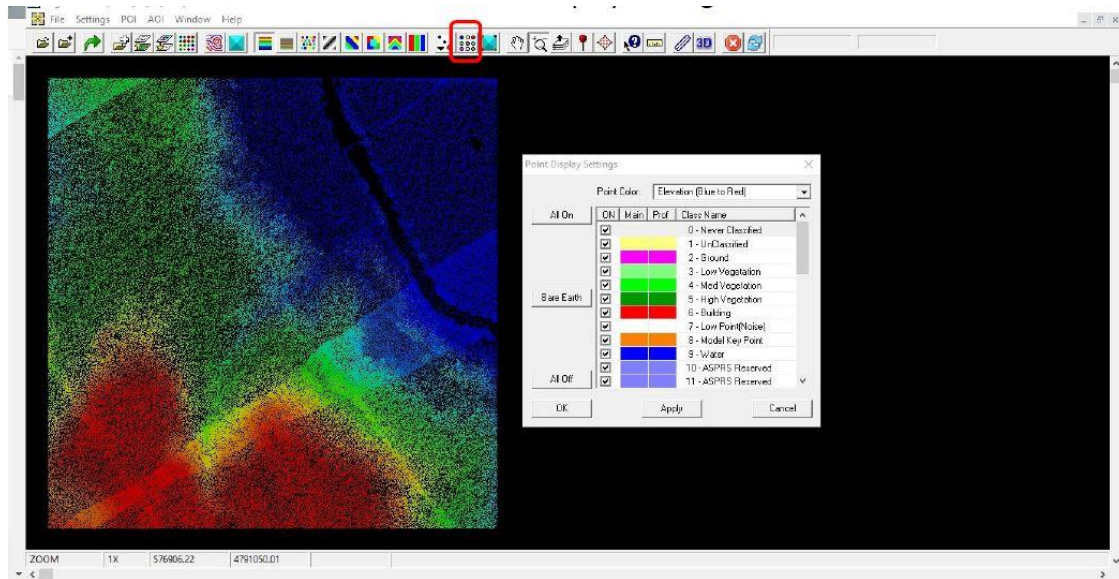 File Settings POI AOI Window Help
3D
Point Display Settings
Point Color: Elevation (Blue to Red)
All On
ON Main Prof Class Name
0 - Never Classified
1 - UnClassified
2 - Ground
3 - Low Vegatation
4 - Med Vegetation
Bare Earth
5 - High Vegetation
6 - Building
7 - Low Point(Noise)
8 - Model Key Point
9 - Water
10 - ASPRS Reserved
All Off
11 - ASPRS Reserved
OK Apply Cancel
ZOOM 1X 576906.22 4791050.01